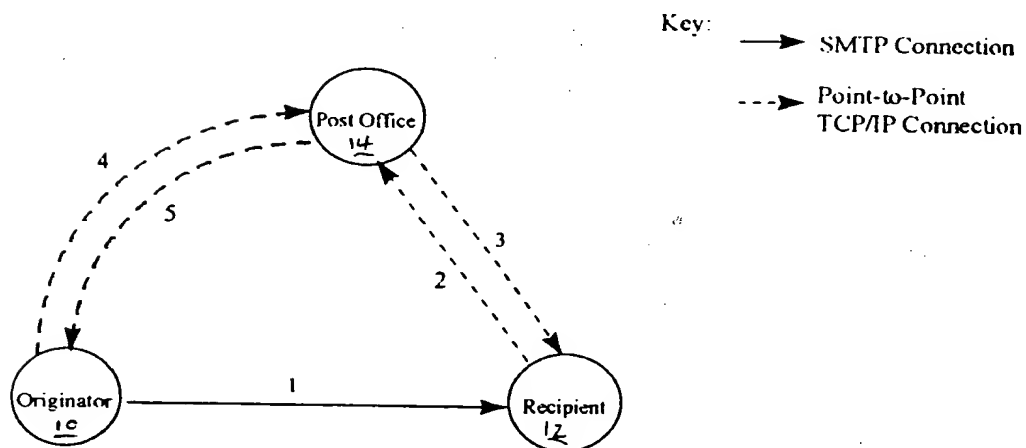 Key:
SMTP Connection
Point-to-Point
TCP/IP Connection
Post Office
14
4
5
3
2
1
Originator
10
Recipient
12